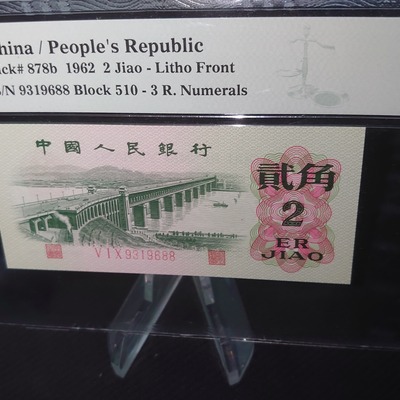 hina / People's Republic
ick# 878b 1962 2 Jiao - Litho Front
/N 9319688 Block 510 - 3 R. Numerals
中國人民銀行
貳角
2
ER
JIAO
VIX9319688